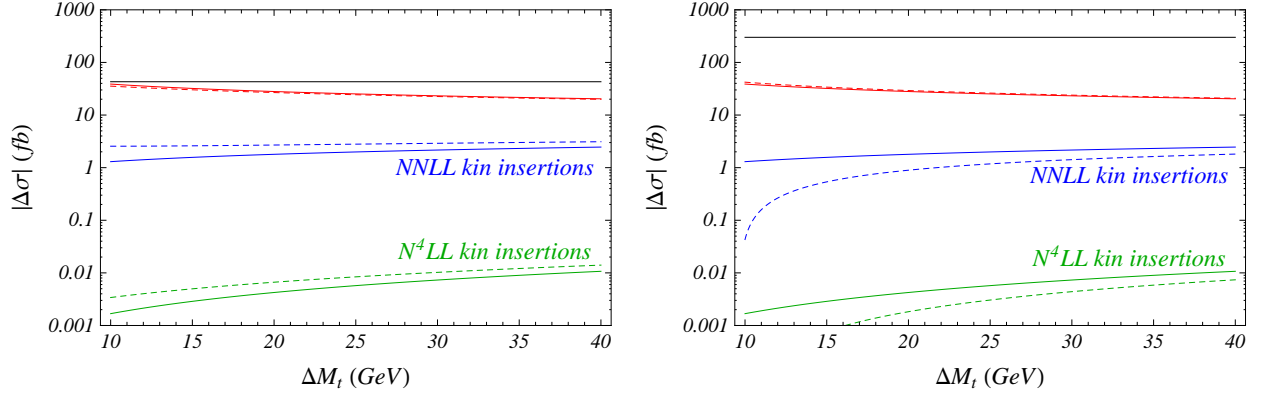 1000
100
10
1
0.1
0.01
0.001
|Δσ| (fb)
NNLL kin insertions
N⁴LL kin insertions
10 15 20 25 30 35 40
ΔMₜ (GeV)
1000
100
10
1
0.1
0.01
0.001
|Δσ| (fb)
NNLL kin insertions
N⁴LL kin insertions
10 15 20 25 30 35 40
ΔMₜ (GeV)